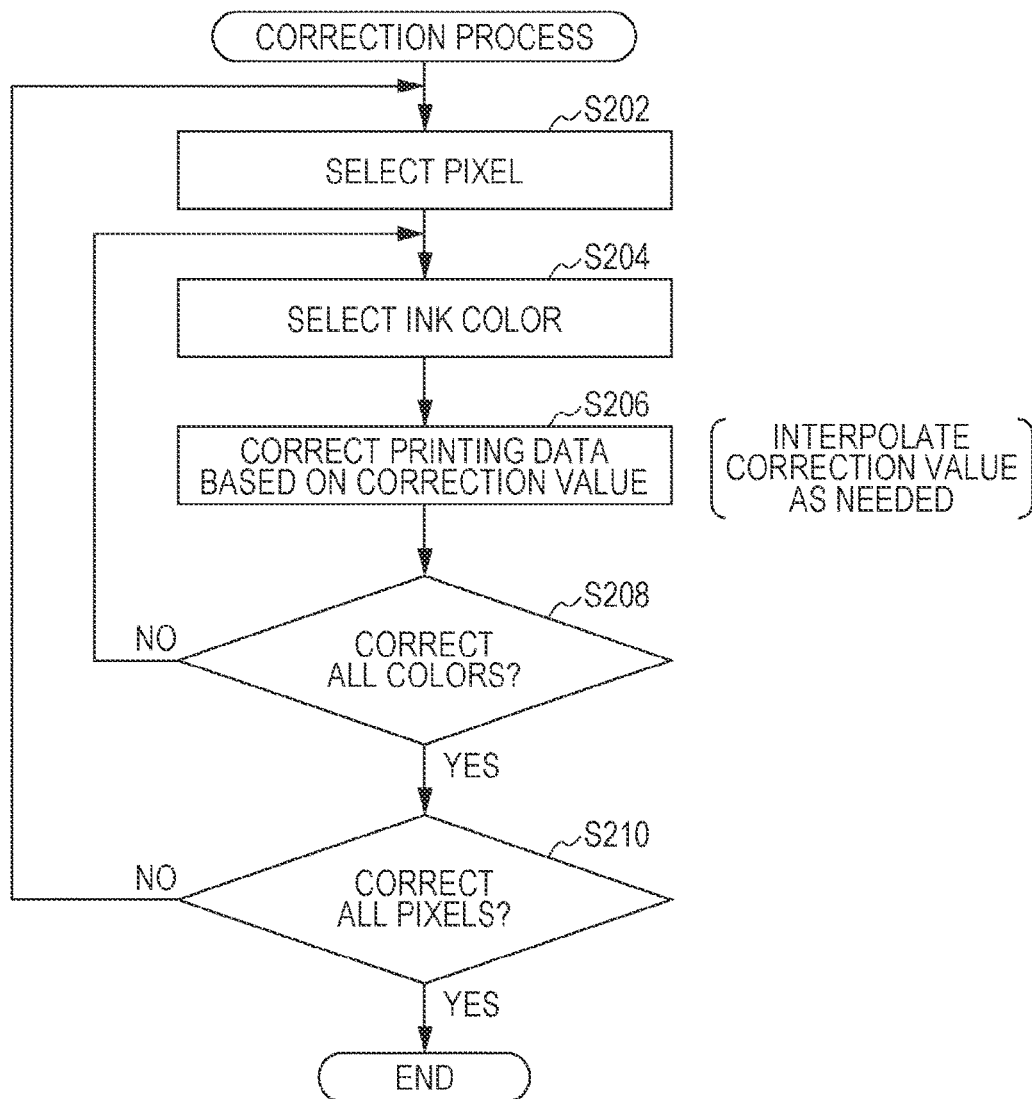 CORRECTION PROCESS
S202
SELECT PIXEL
S204
SELECT INK COLOR
S206
CORRECT PRINTING DATA
BASED ON CORRECTION VALUE
INTERPOLATE
CORRECTION VALUE
AS NEEDED
S208
CORRECT
ALL COLORS?
NO
YES
S210
CORRECT
ALL PIXELS?
NO
YES
END